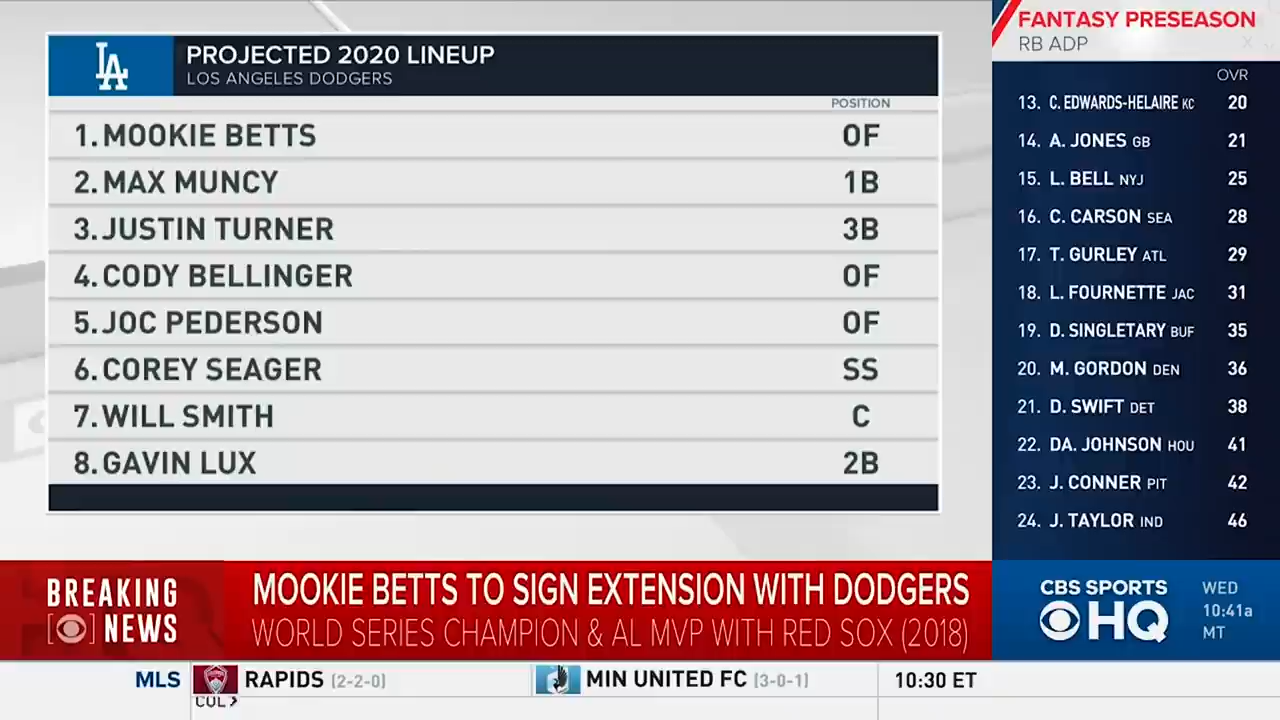 LA
PROJECTED 2020 LINEUP
LOS ANGELES DODGERS
POSITION
1. MOOKIE BETTS OF
2. MAX MUNCY 1B
3. JUSTIN TURNER 3B
4. CODY BELLINGER OF
5. JOC PEDERSON OF
6. COREY SEAGER SS
7. WILL SMITH C
8. GAVIN LUX 2B
FANTASY PRESEASON
RB ADP
OVR
13. C. EDWARDS-HELAIRE KC 20
14. A. JONES GB 21
15. L. BELL NYJ 25
16. C. CARSON SEA 28
17. T. GURLEY ATL 29
18. L. FOURNETTE JAC 31
19. D. SINGLETARY BUF 35
20. M. GORDON DEN 36
21. D. SWIFT DET 38
22. DA. JOHNSON HOU 41
23. J. CONNER PIT 42
24. J. TAYLOR IND 46
BREAKING
NEWS
MOOKIE BETTS TO SIGN EXTENSION WITH DODGERS
WORLD SERIES CHAMPION & AL MVP WITH RED SOX (2018)
CBS SPORTS
HQ
WED
10:41a
MT
MLS RAPIDS (2-2-0) MIN UNITED FC (3-0-1) 10:30 ET
COL >